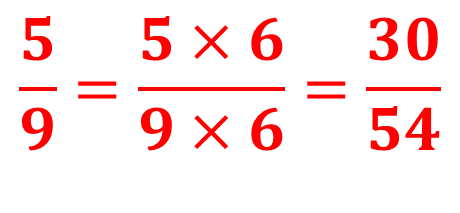 5/9 = 5 × 6/9 × 6 = 30/54